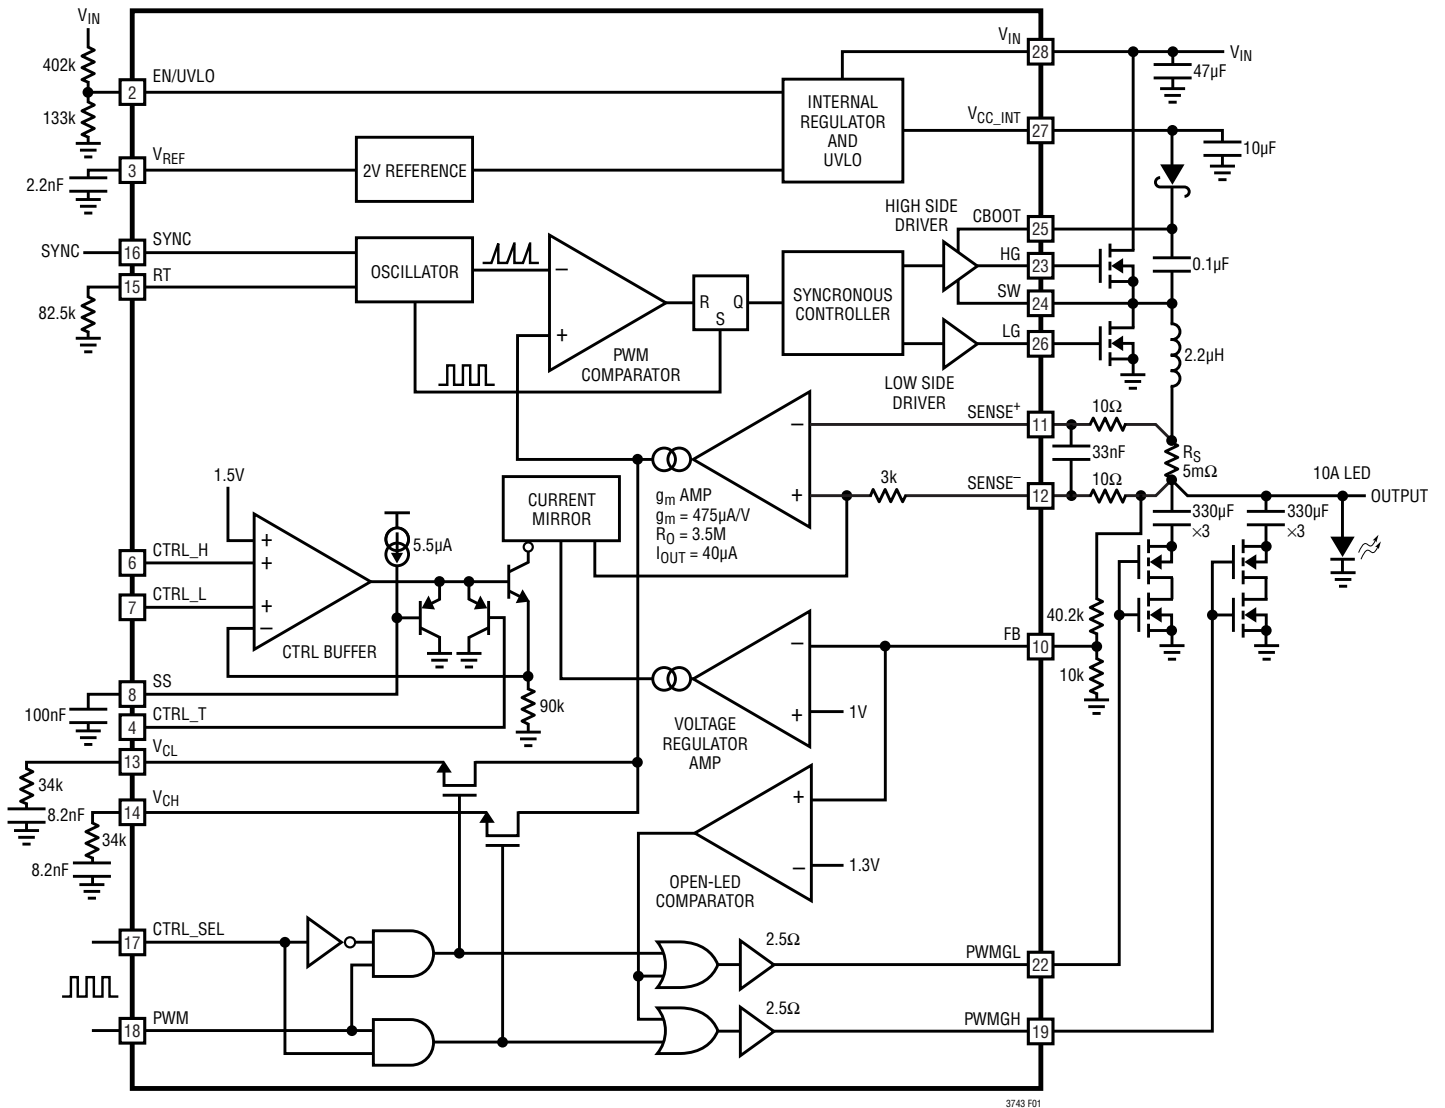 VIN
402k
133k
2
EN/UVLO
3
VREF
2.2nF
2V REFERENCE
INTERNAL
REGULATOR
AND
UVLO
VIN
28
VIN
47µF
VCC_INT
27
10µF
SYNC
16
SYNC
15
RT
82.5k
OSCILLATOR
–
+
PWM
COMPARATOR
R
Q
S
SYNCRONOUS
CONTROLLER
HIGH SIDE
DRIVER
LOW SIDE
DRIVER
CBOOT
25
HG
23
SW
24
LG
26
0.1µF
2.2µH
SENSE+
11
10Ω
33nF
RS
5mΩ
SENSE–
12
10Ω
3k
–
+
gm AMP
gm = 475µA/V
RO = 3.5M
IOUT = 40µA
CURRENT
MIRROR
10A LED
OUTPUT
330µF
×3
330µF
×3
1.5V
5.5µA
6
CTRL_H
7
CTRL_L
+
+
+
–
CTRL BUFFER
90k
8
SS
100nF
4
CTRL_T
13
VCL
34k
8.2nF
14
VCH
34k
8.2nF
40.2k
FB
10
10k
–
+
1V
VOLTAGE
REGULATOR
AMP
+
–
1.3V
OPEN-LED
COMPARATOR
17
CTRL_SEL
18
PWM
2.5Ω
PWMGL
22
2.5Ω
PWMGH
19
3743 F01